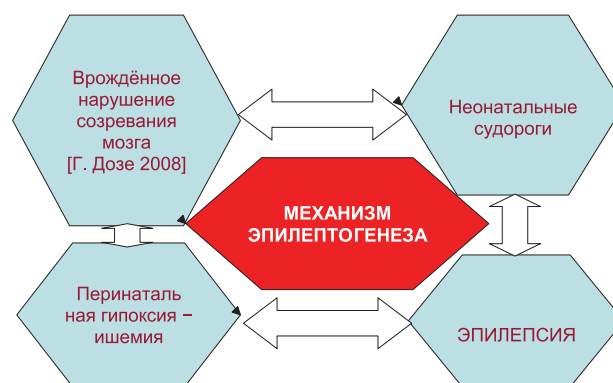 Врождённое
нарушение
созревания
мозга
[Г. Дозе 2008]
Неонатальные
судороги
МЕХАНИЗМ
ЭПИЛЕПТОГЕНЕЗА
Перинаталь
ная гипоксия –
ишемия
ЭПИЛЕПСИЯ